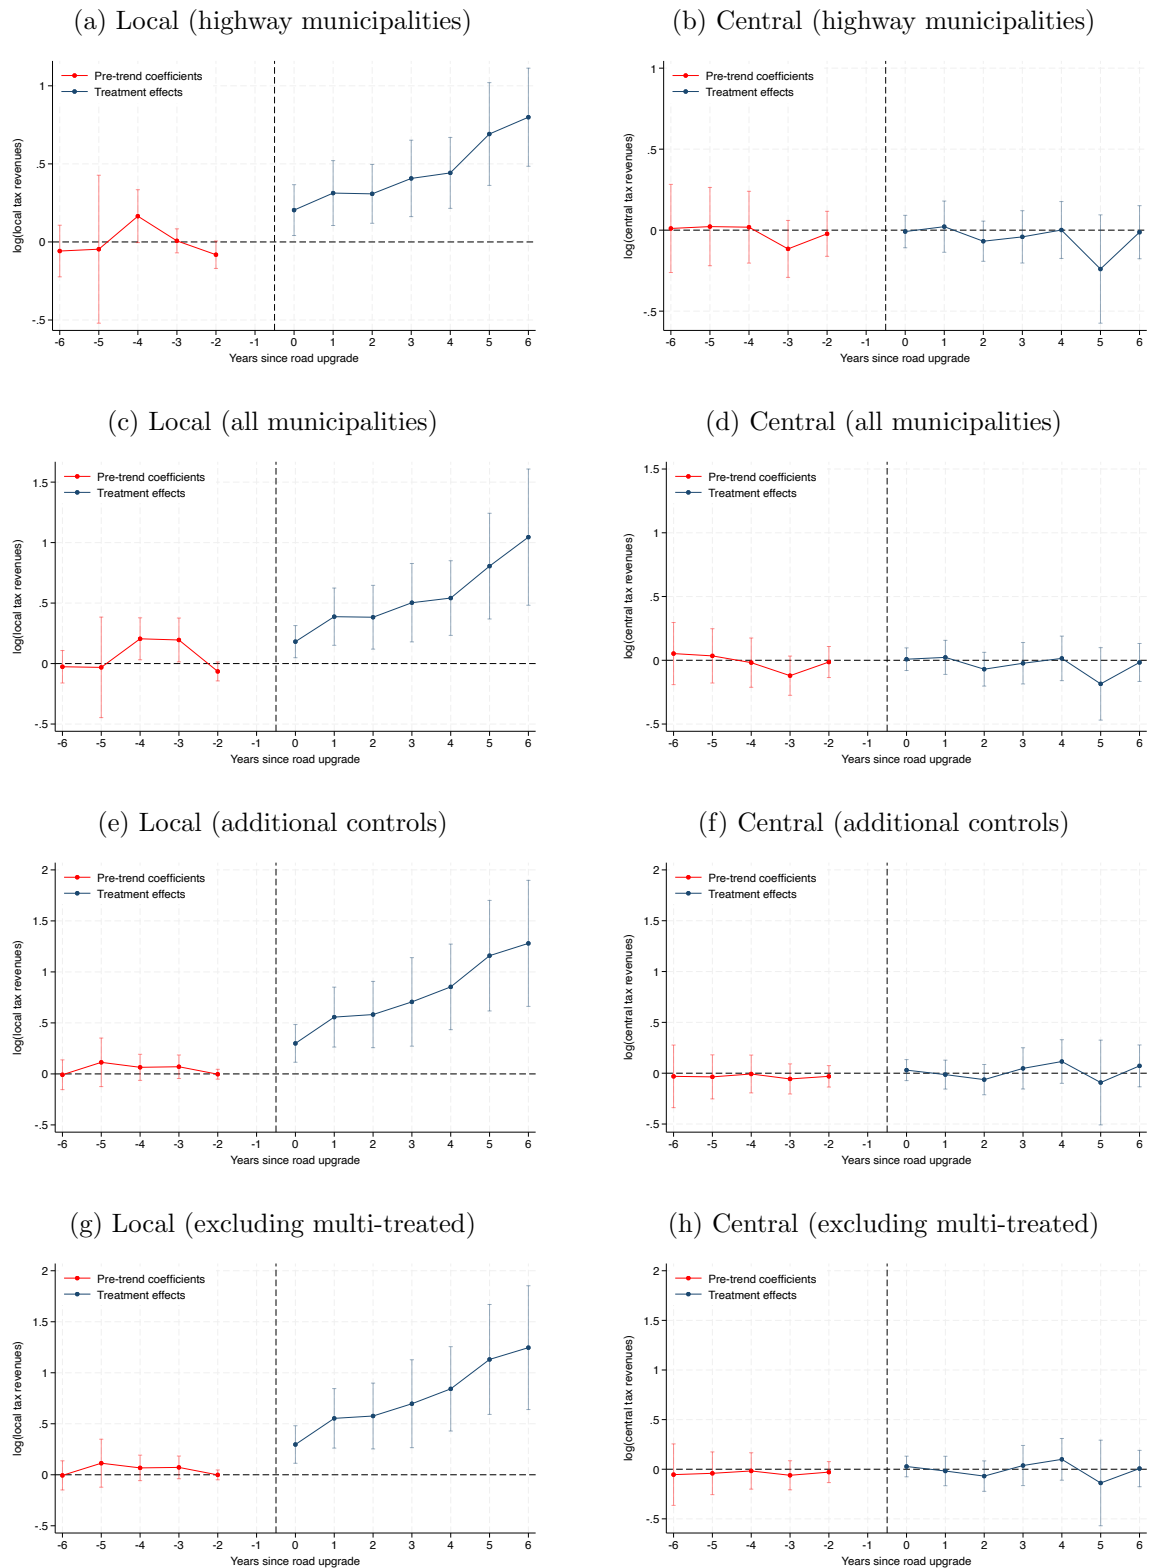 (a) Local (highway municipalities)
Pre-trend coefficients
Treatment effects
log(local tax revenues)
1
.5
0
-.5
-6 -5 -4 -3 -2 -1 0 1 2 3 4 5 6
Years since road upgrade
(b) Central (highway municipalities)
Pre-trend coefficients
Treatment effects
log(central tax revenues)
1
.5
0
-.5
-6 -5 -4 -3 -2 -1 0 1 2 3 4 5 6
Years since road upgrade
(c) Local (all municipalities)
Pre-trend coefficients
Treatment effects
log(local tax revenues)
1.5
1
.5
0
-.5
-6 -5 -4 -3 -2 -1 0 1 2 3 4 5 6
Years since road upgrade
(d) Central (all municipalities)
Pre-trend coefficients
Treatment effects
log(central tax revenues)
1.5
1
.5
0
-.5
-6 -5 -4 -3 -2 -1 0 1 2 3 4 5 6
Years since road upgrade
(e) Local (additional controls)
Pre-trend coefficients
Treatment effects
log(local tax revenues)
2
1.5
1
.5
0
-.5
-6 -5 -4 -3 -2 -1 0 1 2 3 4 5 6
Years since road upgrade
(f) Central (additional controls)
Pre-trend coefficients
Treatment effects
log(central tax revenues)
2
1.5
1
.5
0
-.5
-6 -5 -4 -3 -2 -1 0 1 2 3 4 5 6
Years since road upgrade
(g) Local (excluding multi-treated)
Pre-trend coefficients
Treatment effects
log(local tax revenues)
2
1.5
1
.5
0
-.5
-6 -5 -4 -3 -2 -1 0 1 2 3 4 5 6
Years since road upgrade
(h) Central (excluding multi-treated)
Pre-trend coefficients
Treatment effects
log(central tax revenues)
2
1.5
1
.5
0
-.5
-6 -5 -4 -3 -2 -1 0 1 2 3 4 5 6
Years since road upgrade